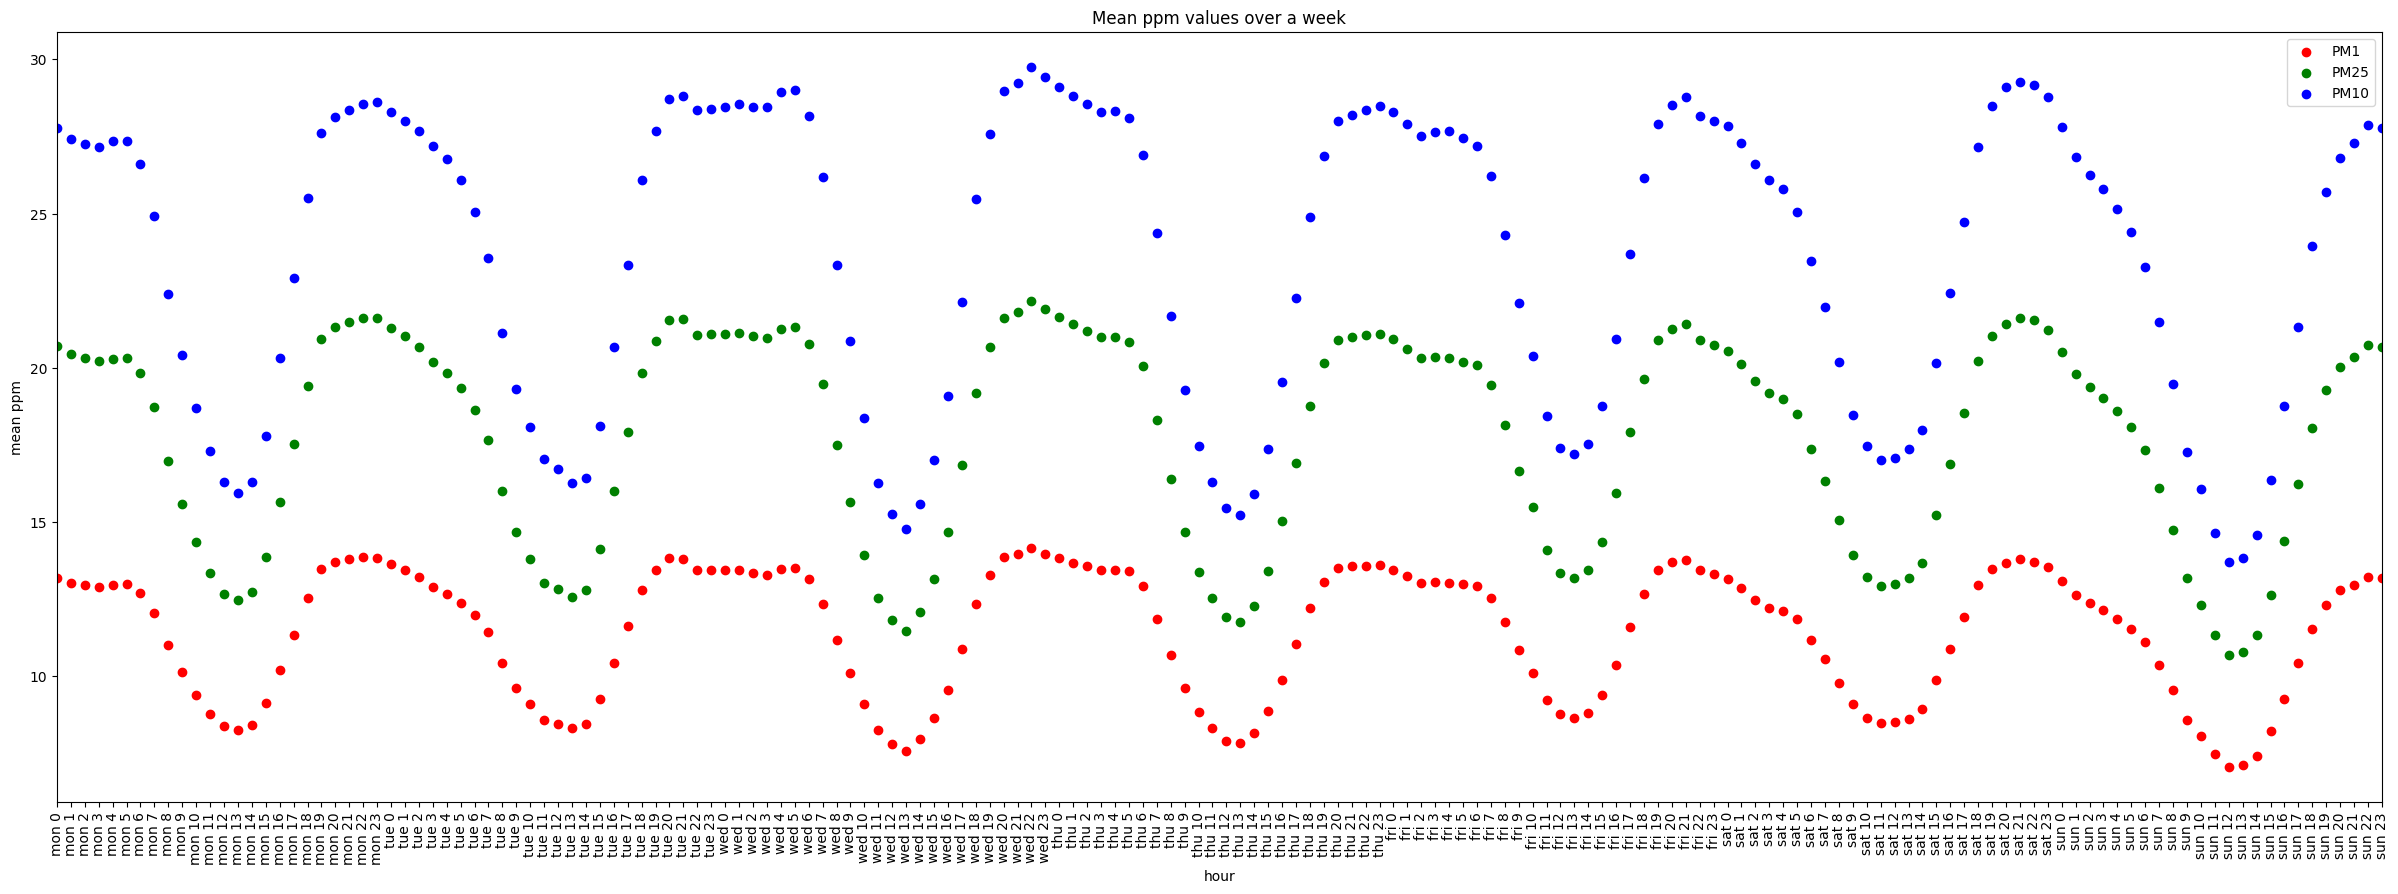 Mean ppm values over a week
PM1
PM25
PM10
mean ppm
30
25
20
15
10
mon 0
mon 1
mon 2
mon 3
mon 4
mon 5
mon 6
mon 7
mon 8
mon 9
mon 10
mon 11
mon 12
mon 13
mon 14
mon 15
mon 16
mon 17
mon 18
mon 19
mon 20
mon 21
mon 22
mon 23
tue 0
tue 1
tue 2
tue 3
tue 4
tue 5
tue 6
tue 7
tue 8
tue 9
tue 10
tue 11
tue 12
tue 13
tue 14
tue 15
tue 16
tue 17
tue 18
tue 19
tue 20
tue 21
tue 22
tue 23
wed 0
wed 1
wed 2
wed 3
wed 4
wed 5
wed 6
wed 7
wed 8
wed 9
wed 10
wed 11
wed 12
wed 13
wed 14
wed 15
wed 16
wed 17
wed 18
wed 19
wed 20
wed 21
wed 22
wed 23
thu 0
thu 1
thu 2
thu 3
thu 4
thu 5
thu 6
thu 7
thu 8
thu 9
thu 10
thu 11
thu 12
thu 13
thu 14
thu 15
thu 16
thu 17
thu 18
thu 19
thu 20
thu 21
thu 22
thu 23
fri 0
fri 1
fri 2
fri 3
fri 4
fri 5
fri 6
fri 7
fri 8
fri 9
fri 10
fri 11
fri 12
fri 13
fri 14
fri 15
fri 16
fri 17
fri 18
fri 19
fri 20
fri 21
fri 22
fri 23
sat 0
sat 1
sat 2
sat 3
sat 4
sat 5
sat 6
sat 7
sat 8
sat 9
sat 10
sat 11
sat 12
sat 13
sat 14
sat 15
sat 16
sat 17
sat 18
sat 19
sat 20
sat 21
sat 22
sat 23
sun 0
sun 1
sun 2
sun 3
sun 4
sun 5
sun 6
sun 7
sun 8
sun 9
sun 10
sun 11
sun 12
sun 13
sun 14
sun 15
sun 16
sun 17
sun 18
sun 19
sun 20
sun 21
sun 22
sun 23
hour